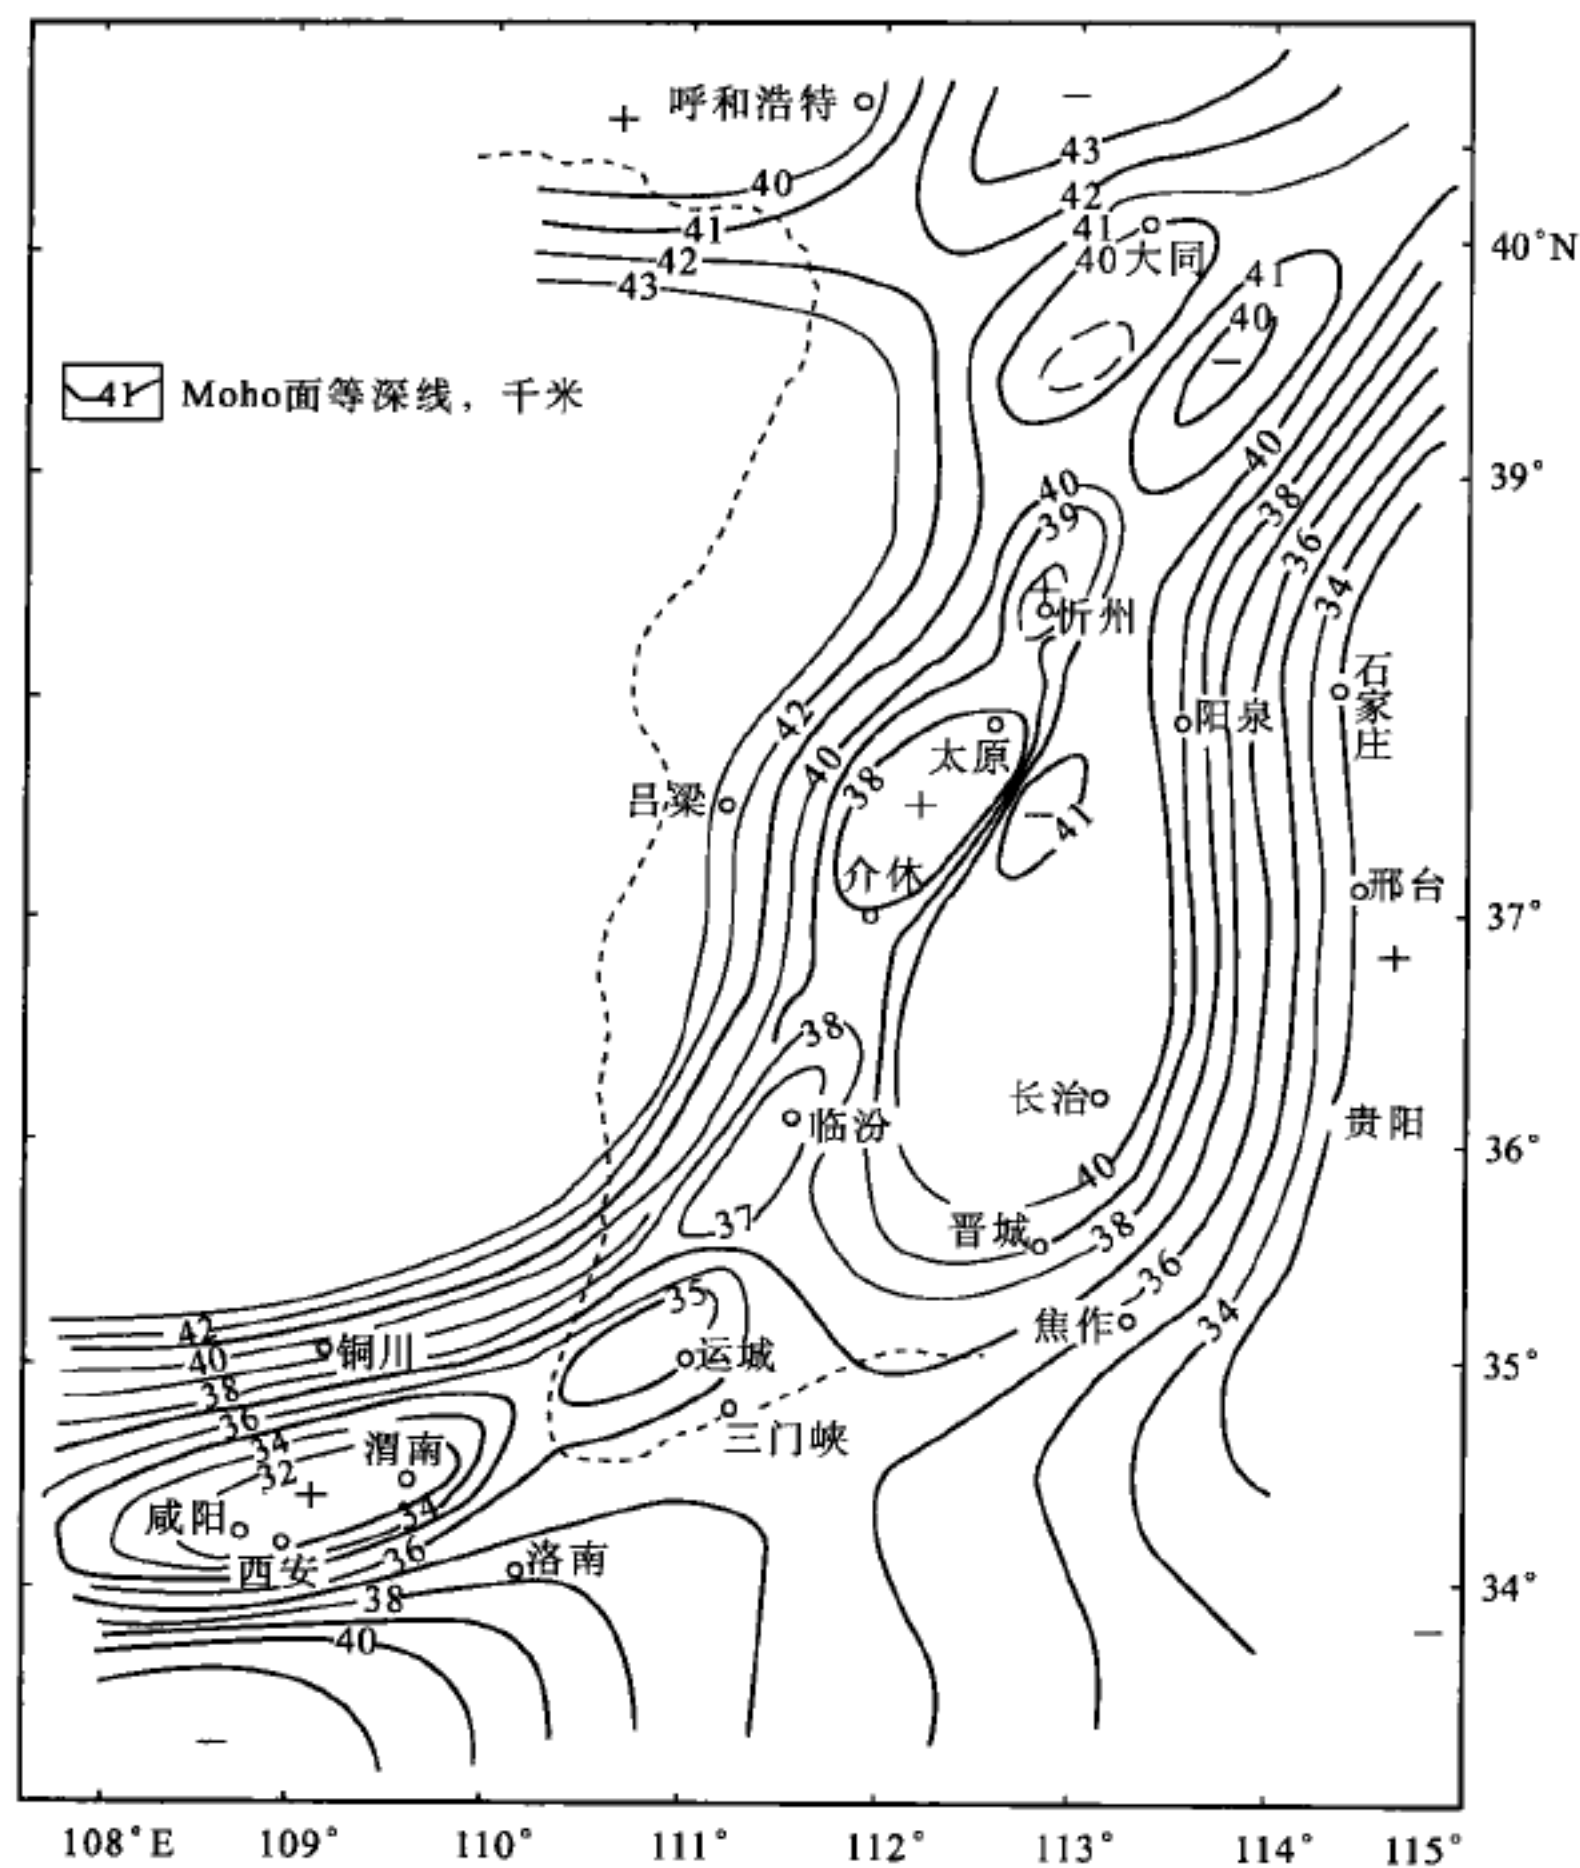 呼和浩特
43
40
42
41
41
40°N
42
40大同
43
41
40
41 Moho面等深线，千米
40
39°
40
38
39
36
34
忻州
石家庄
42
阳泉
40
太原
38
吕梁
41
介休
邢台
37°
38
长治
临汾
贵阳
36°
40
37
晋城
38
36
35
34
42
铜川
焦作
40
运城
35°
38
36
三门峡
34
渭南
32
34
咸阳
36
洛南
西安
34°
38
40
108°E
109°
110°
111°
112°
113°
114°
115°